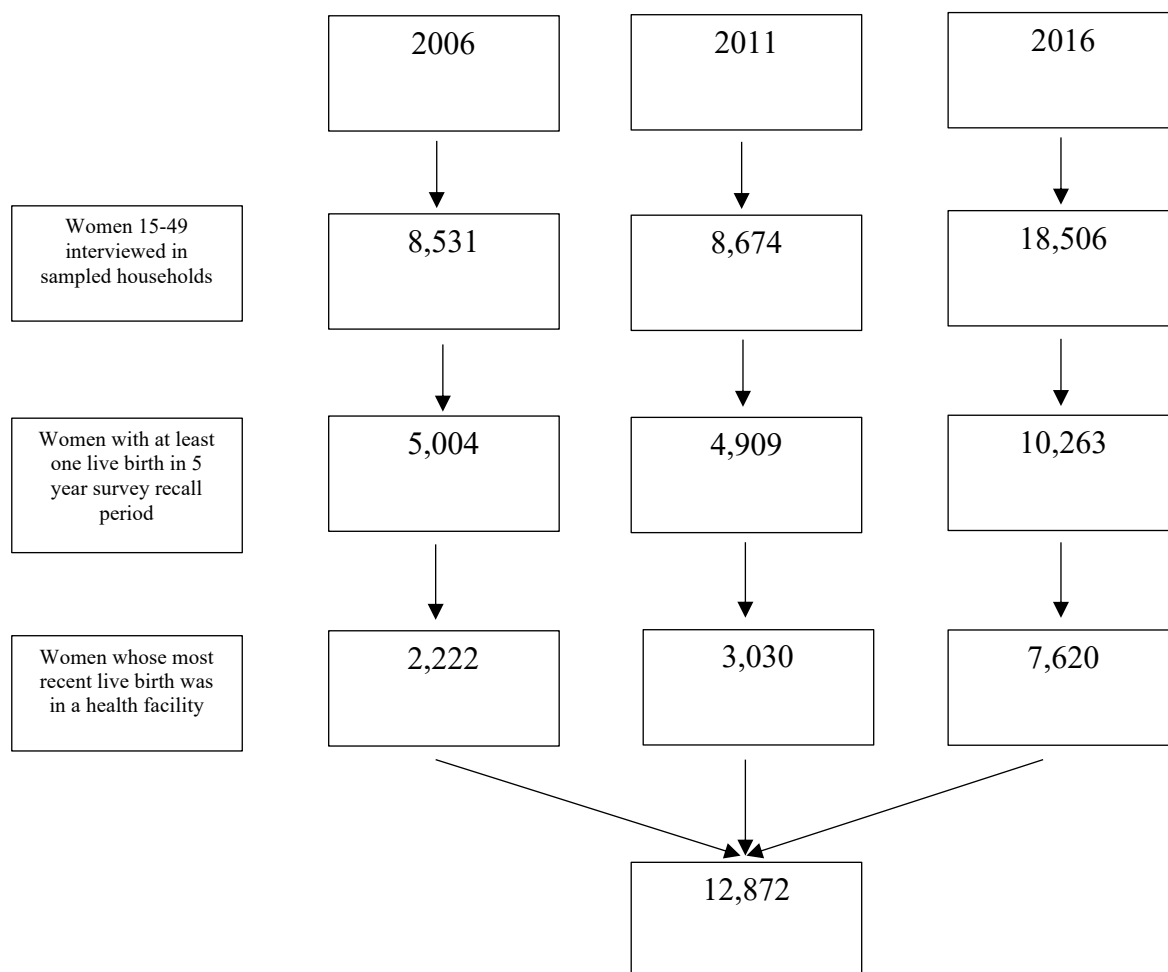 2006
2011
2016
Women 15-49
interviewed in
sampled households
8,531
8,674
18,506
Women with at least
one live birth in 5
year survey recall
period
5,004
4,909
10,263
Women whose most
recent live birth was
in a health facility
2,222
3,030
7,620
12,872